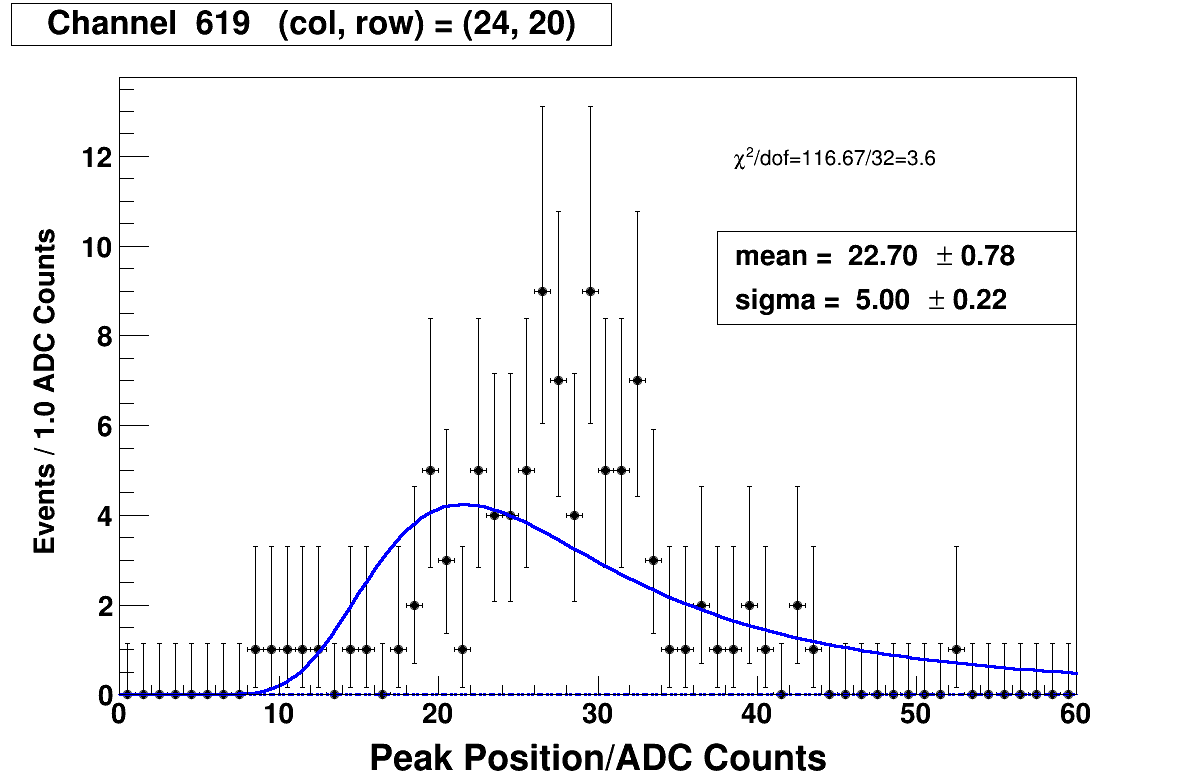 Channel  619   (col, row) = (24, 20)
χ²/dof=116.67/32=3.6
mean =  22.70  ± 0.78
sigma =  5.00  ± 0.22
Events / 1.0 ADC Counts
12
10
8
6
4
2
0
0 10 20 30 40 50 60
Peak Position/ADC Counts